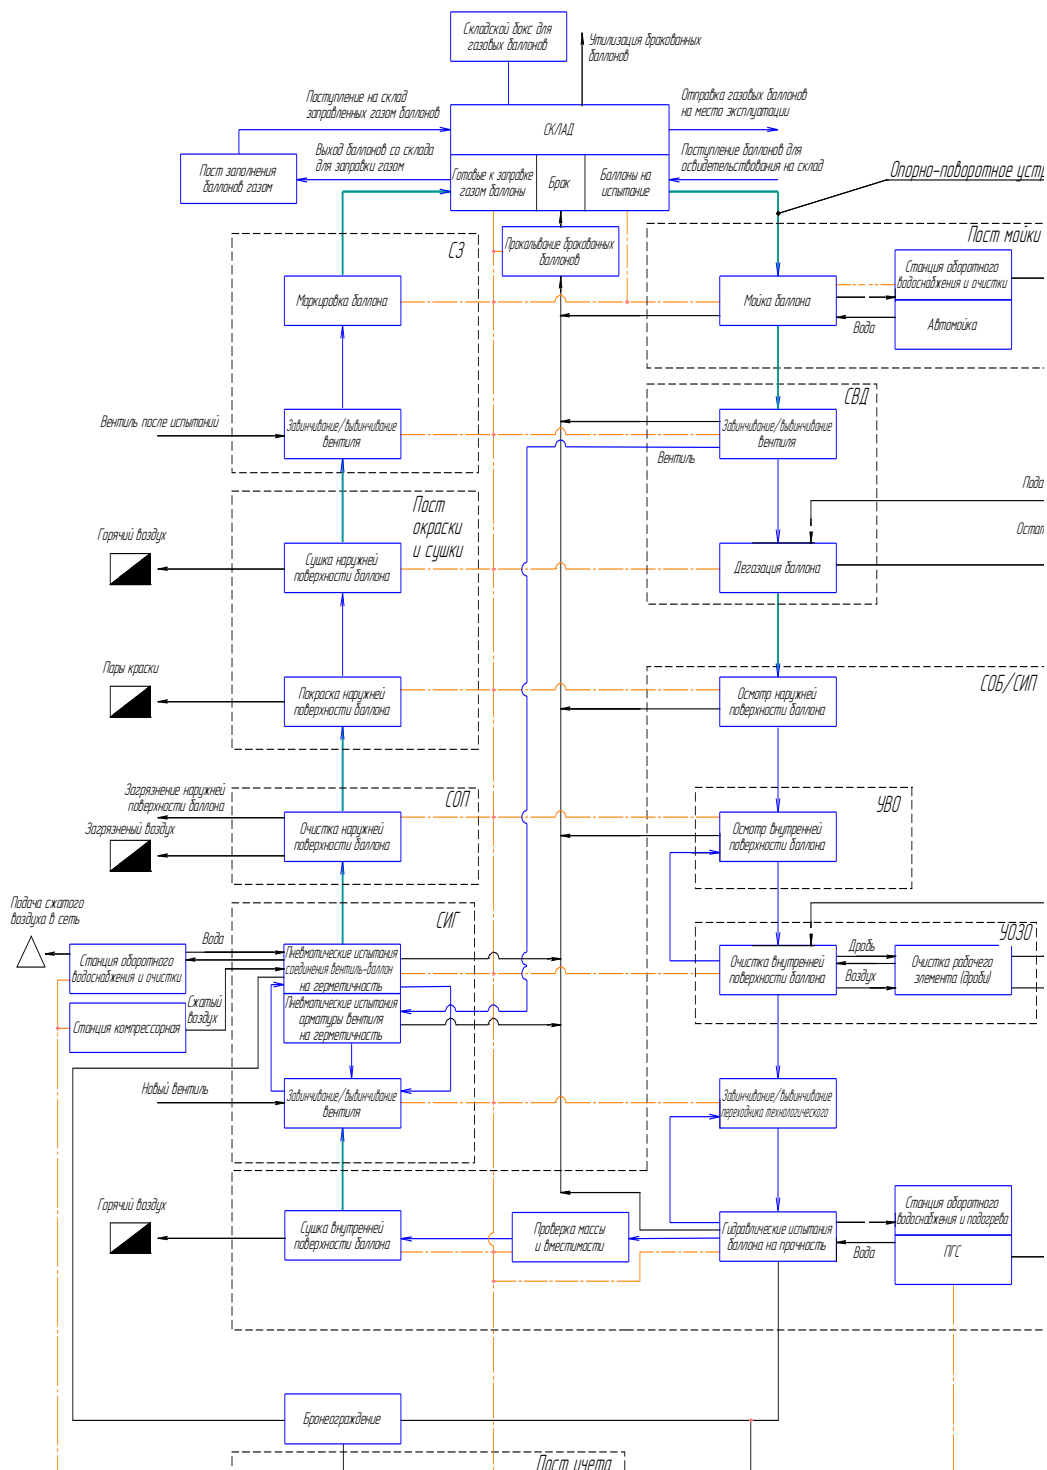 Складской бокс для
газовых баллонов
Утилизация бракованных
баллонов
Поступление на склад
заправленных газом баллонов
Отправка газовых баллонов
на место эксплуатации
СКЛАД
Выход баллонов со склада
для заправки газом
Поступление баллонов для
освидетельствования на склад
Пост заполнения
баллонов газом
Готовые к заправке
газом баллоны
Брак
Баллоны на
испытание
Опорно-поворотное устр
Прокалывание бракованных
баллонов
СЗ
Пост мойки
Маркировка баллона
Мойка баллона
Станция оборотного
водоснабжения и очистки
Вода
Автомойка
СВД
Вентиль после испытаний
Завинчивание/вывинчивание
вентиля
Завинчивание/вывинчивание
вентиля
Вентиль
Пост
окраски
и сушки
Пода
Остат
Горячий воздух
Сушка наружней
поверхности баллона
Дегазация баллона
Пары краски
Покраска наружней
поверхности баллона
Осмотр наружней
поверхности баллона
СОБ/СИП
Загрязнение наружней
поверхности баллона
Загрязненый воздух
СОП
Очистка наружней
поверхности баллона
УВО
Осмотр внутренней
поверхности баллона
Подача сжатого
воздуха в сеть
СИГ
УОЗО
Станция оборотного
водоснабжения и очистки
Вода
Пневматические испытания
соединения вентиль-баллон
на герметичность
Очистка внутренней
поверхности баллона
Дробь
Воздух
Очистка рабочего
элемента (дроби)
Станция компрессорная
Сжатый
воздух
Пневматические испытания
арматуры вентиля
на герметичность
Новый вентиль
Завинчивание/вывинчивание
вентиля
Завинчивание/вывинчивание
переходника технологического
Горячий воздух
Сушка внутренней
поверхности баллона
Проверка массы
и вместимости
Гидравлические испытания
баллона на прочность
Станция оборотного
водоснабжения и подогрева
Вода
ПГС
Бронеограждение
Пост учета